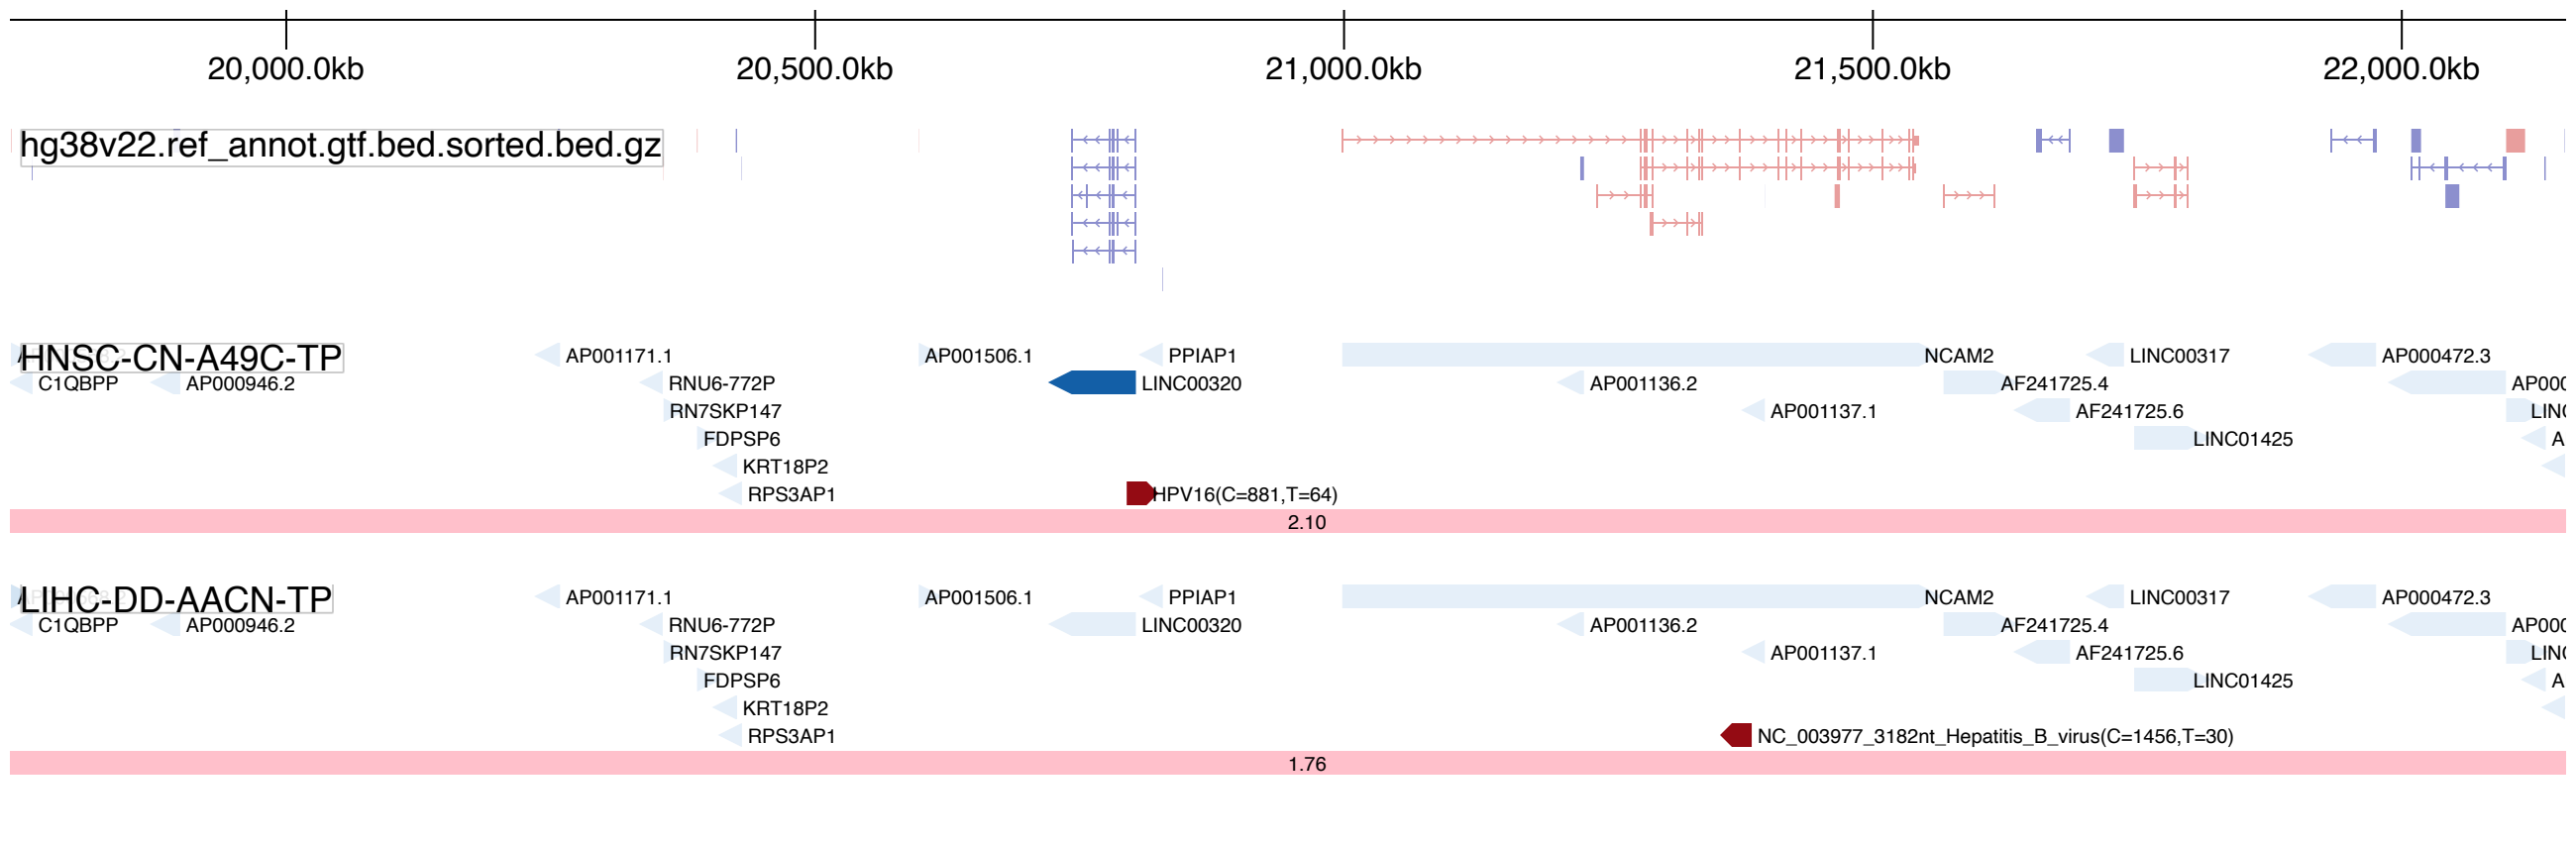 20,000.0kb 20,500.0kb 21,000.0kb 21,500.0kb 22,000.0kb
hg38v22.ref_annot.gtf.bed.sorted.bed.gz
HNSC-CN-A49C-TP AP001171.1 AP001506.1 PPIAP1 NCAM2 LINC00317 AP000472.3
C1QBPP AP000946.2 RNU6-772P LINC00320 AP001136.2 AF241725.4 AP000
RN7SKP147 AP001137.1 AF241725.6 LINC
FDPSP6 LINC01425 A
KRT18P2
RPS3AP1 HPV16(C=881,T=64)
2.10
LIHC-DD-AACN-TP AP001171.1 AP001506.1 PPIAP1 NCAM2 LINC00317 AP000472.3
C1QBPP AP000946.2 RNU6-772P LINC00320 AP001136.2 AF241725.4 AP000
RN7SKP147 AP001137.1 AF241725.6 LINC
FDPSP6 LINC01425 A
KRT18P2
RPS3AP1 NC_003977_3182nt_Hepatitis_B_virus(C=1456,T=30)
1.76